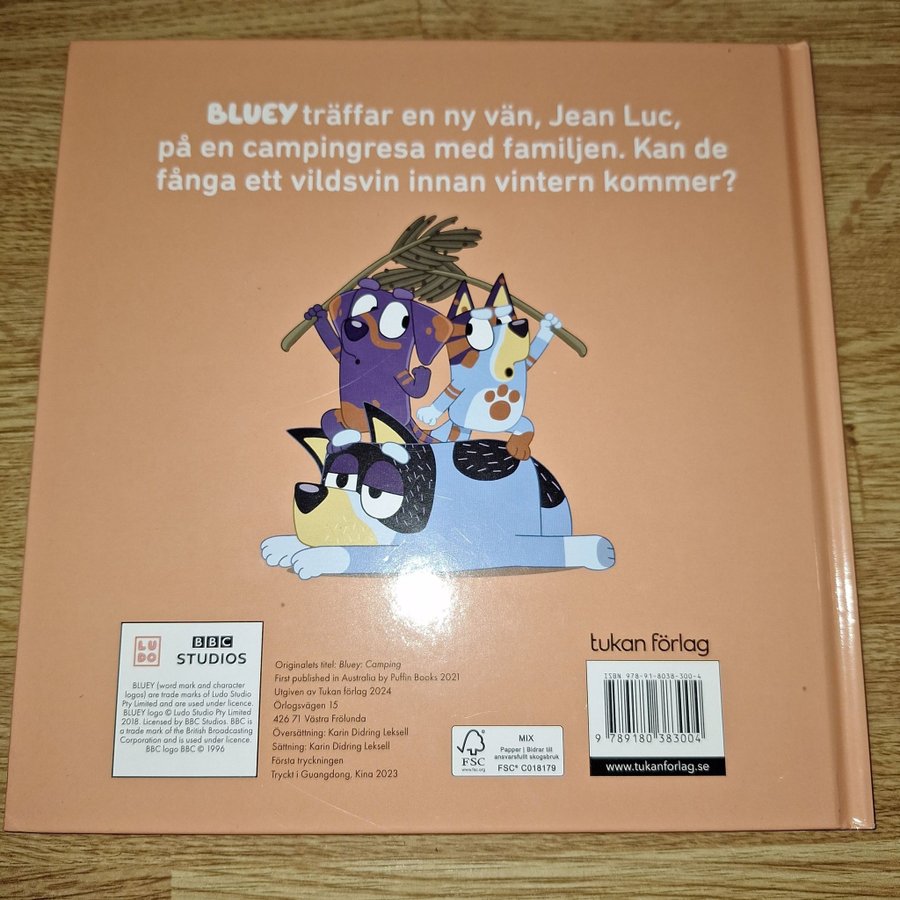 BLUEY träffar en ny vän, Jean Luc,
på en campingresa med familjen. Kan de
fånga ett vildsvin innan vintern kommer?
LU
DO
BBC
STUDIOS
BLUEY (word mark and character
logos) are trade marks of Ludo Studio
Pty Limited and are used under licence.
BLUEY logo © Ludo Studio Pty Limited
2018. Licensed by BBC Studios. BBC is
a trade mark of the British Broadcasting
Corporation and is used under licence.
BBC logo BBC © 1996
Originalets titel: Bluey: Camping
First published in Australia by Puffin Books 2021
Utgiven av Tukan förlag 2024
Örlogsvägen 15
426 71 Västra Frölunda
Översättning: Karin Didring Leksell
Sättning: Karin Didring Leksell
Första tryckningen
Tryckt i Guangdong, Kina 2023
FSC
www.fsc.org
MIX
Papper | Bidrar till
ansvarsfullt skogsbruk
FSC® C018179
tukan förlag
ISBN 978-91-8038-300-4
9 789180 383004
www.tukanforlag.se